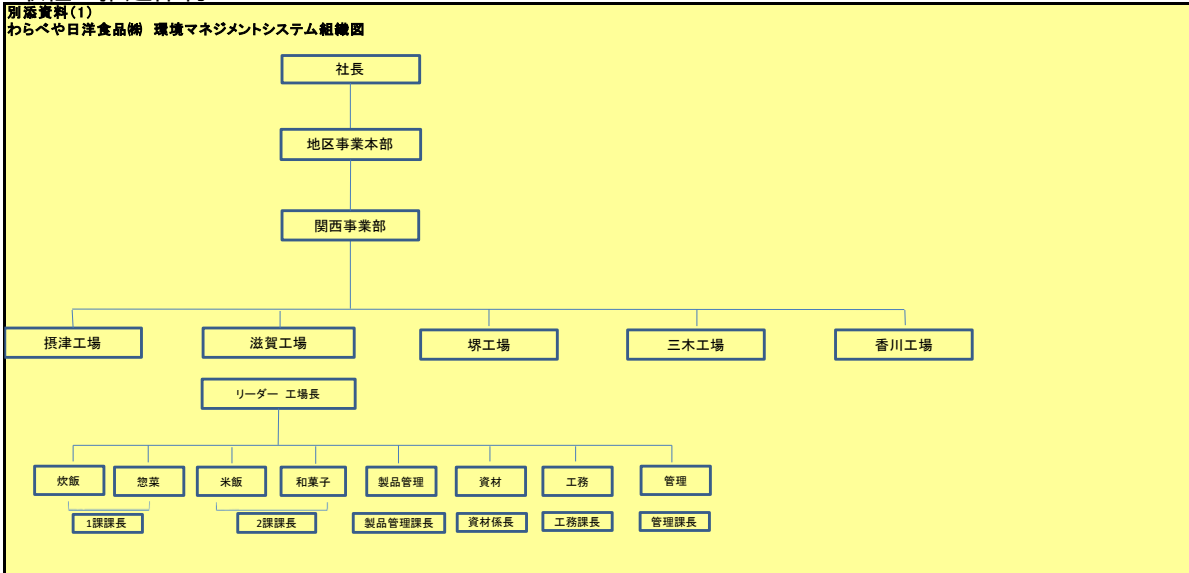 別添資料(1)
わらべや日洋食品㈱ 環境マネジメントシステム組織図
社長
地区事業本部
関西事業部
摂津工場 滋賀工場 堺工場 三木工場 香川工場
リーダー 工場長
炊飯 惣菜 米飯 和菓子 製品管理 資材 工務 管理
1課課長 2課課長 製品管理課長 資材係長 工務課長 管理課長